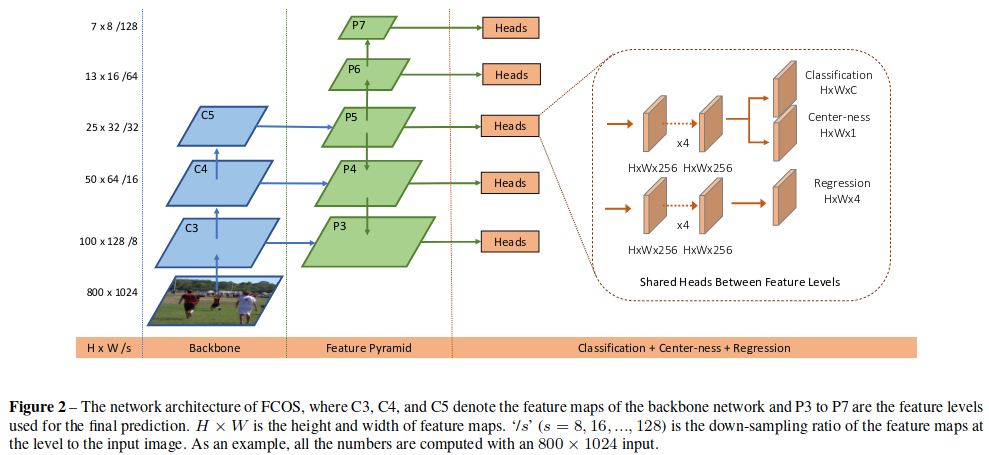 7 x 8 /128
P7
Heads
13 x 16 /64
P6
Heads
25 x 32 /32
C5
P5
Heads
50 x 64 /16
C4
P4
Heads
100 x 128 /8
C3
P3
Heads
800 x 1024
Classification
HxWxC
Center-ness
HxWx1
x4
HxWx256 HxWx256
Regression
HxWx4
x4
HxWx256 HxWx256
Shared Heads Between Feature Levels
H x W /s
Backbone
Feature Pyramid
Classification + Center-ness + Regression
Figure 2 – The network architecture of FCOS, where C3, C4, and C5 denote the feature maps of the backbone network and P3 to P7 are the feature levels
used for the final prediction. H × W is the height and width of feature maps. ‘/s’ (s = 8, 16, ..., 128) is the down-sampling ratio of the feature maps at
the level to the input image. As an example, all the numbers are computed with an 800 × 1024 input.